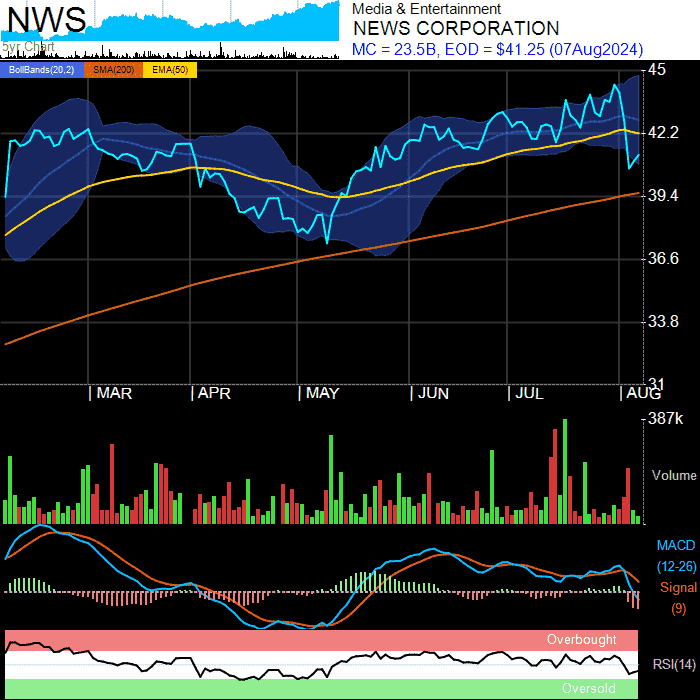 NWS
5yr Chart
Media & Entertainment
NEWS CORPORATION
MC = 23.5B, EOD = $41.25 (07Aug2024)
BollBands(20,2) SMA(200) EMA(50)
45
42.2
39.4
36.6
33.8
31
| MAR | APR | MAY | JUN | JUL | AUG
387k
Volume
MACD
(12-26)
Signal
(9)
Overbought
RSI(14)
Oversold